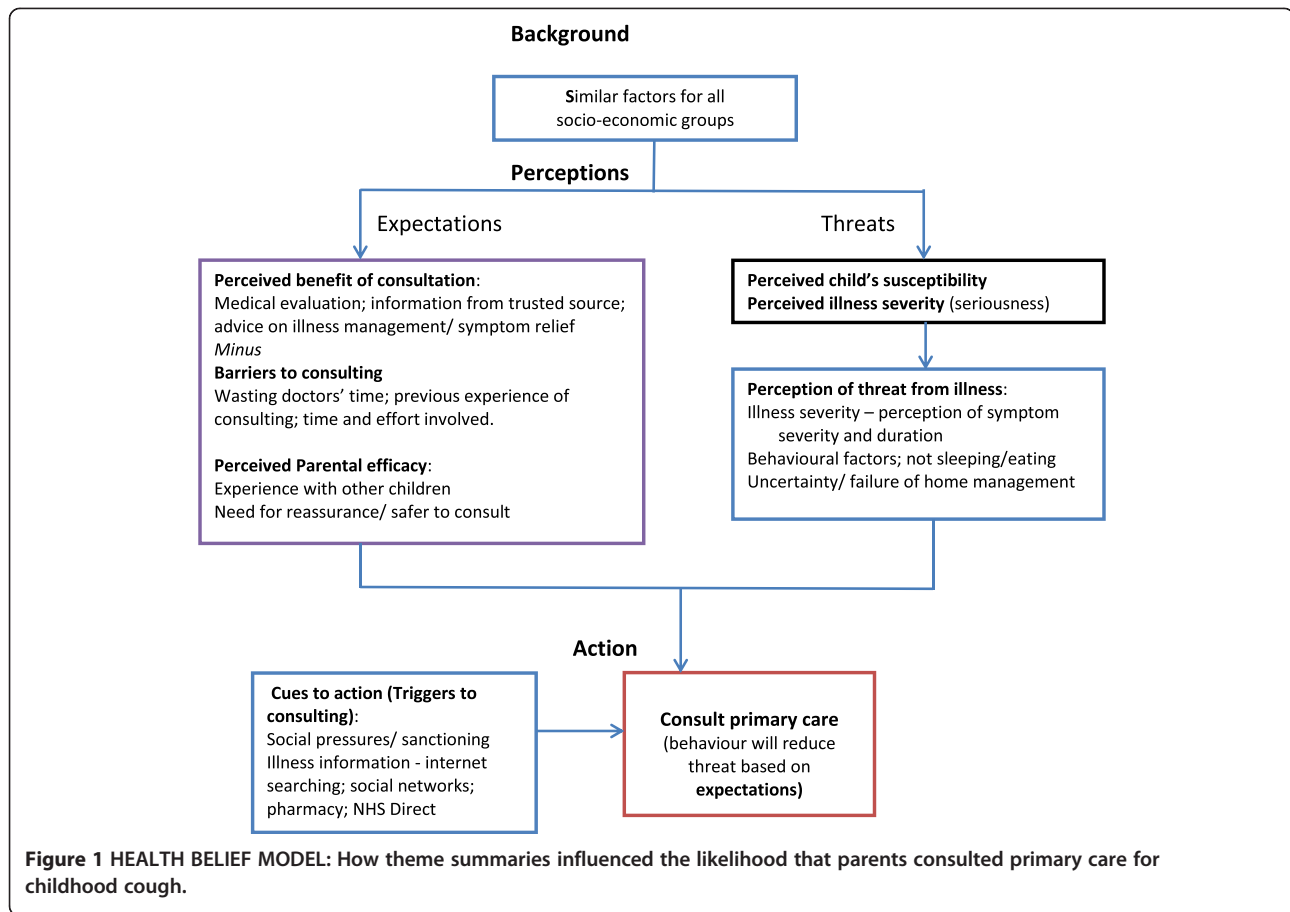 Background
Similar factors for all
socio-economic groups
Perceptions
Expectations
Threats
Perceived benefit of consultation:
Medical evaluation; information from trusted source;
advice on illness management/ symptom relief
Minus
Barriers to consulting
Wasting doctors' time; previous experience of
consulting; time and effort involved.
Perceived Parental efficacy:
Experience with other children
Need for reassurance/ safer to consult
Perceived child's susceptibility
Perceived illness severity (seriousness)
Perception of threat from illness:
Illness severity – perception of symptom
severity and duration
Behavioural factors; not sleeping/eating
Uncertainty/ failure of home management
Action
Cues to action (Triggers to
consulting):
Social pressures/ sanctioning
Illness information - internet
searching; social networks;
pharmacy; NHS Direct
Consult primary care
(behaviour will reduce
threat based on
expectations)
Figure 1 HEALTH BELIEF MODEL: How theme summaries influenced the likelihood that parents consulted primary care for
childhood cough.